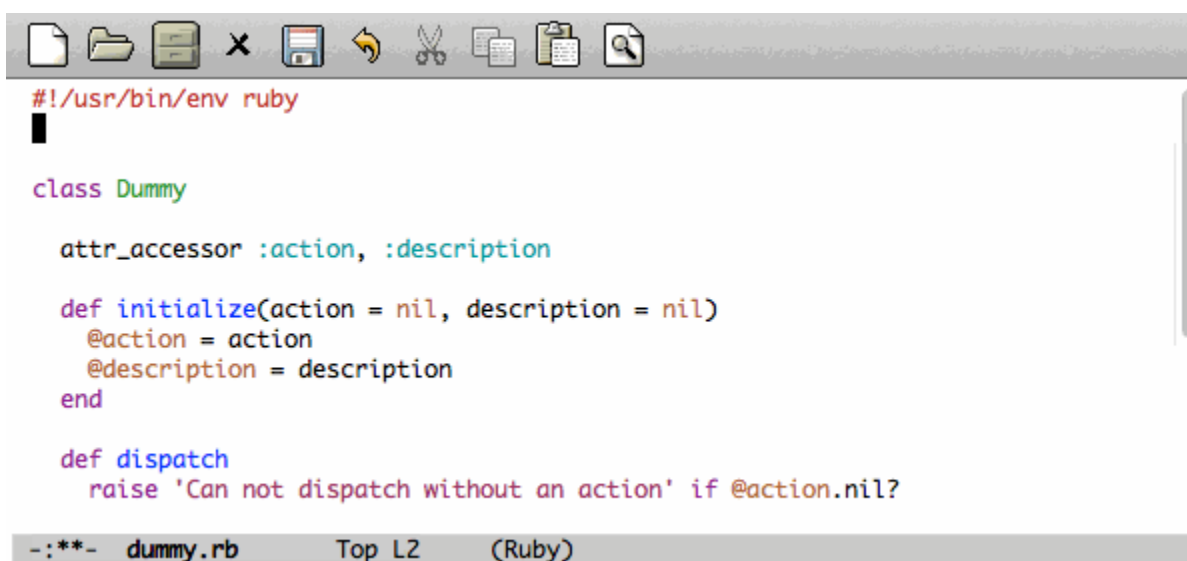 #!/usr/bin/env ruby
class Dummy
  attr_accessor :action, :description
  def initialize(action = nil, description = nil)
    @action = action
    @description = description
  end
  def dispatch
    raise 'Can not dispatch without an action' if @action.nil?
-:**-  dummy.rb       Top L2     (Ruby)